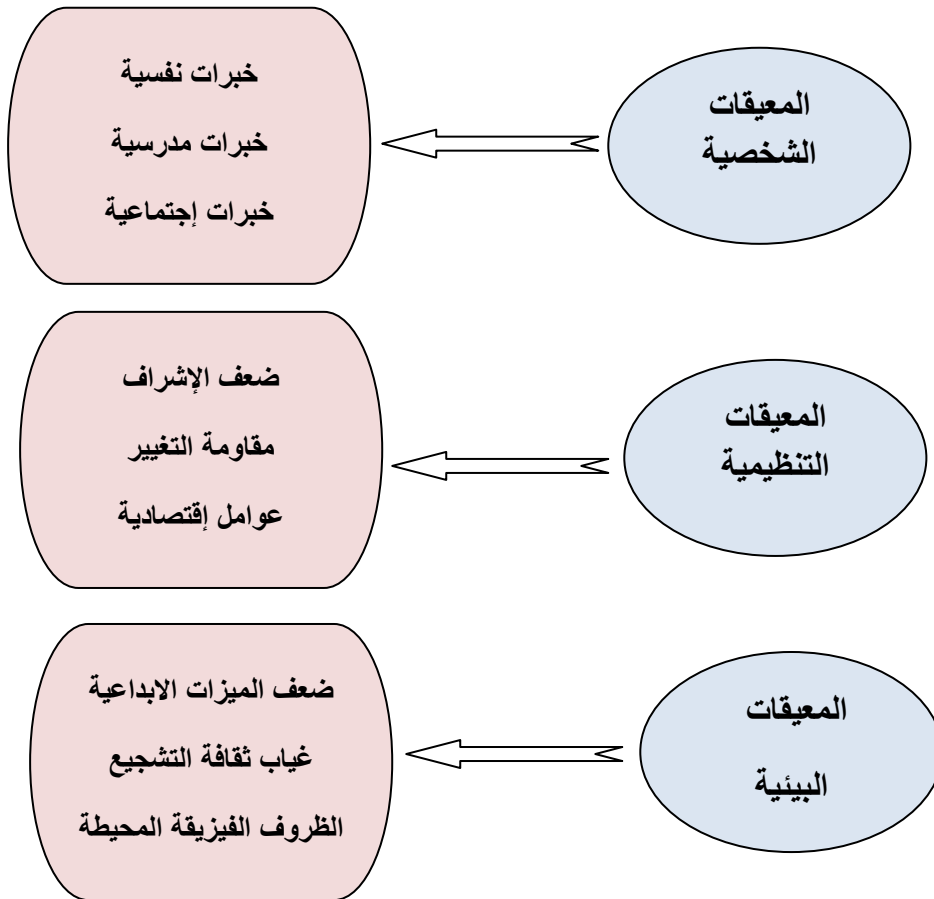 المعيقات
الشخصية
خبرات نفسية
خبرات مدرسية
خبرات إجتماعية
المعيقات
التنظيمية
ضعف الإشراف
مقاومة التغيير
عوامل إقتصادية
المعيقات
البيئية
ضعف الميزات الابداعية
غياب ثقافة التشجيع
الظروف الفيزيقة المحيطة